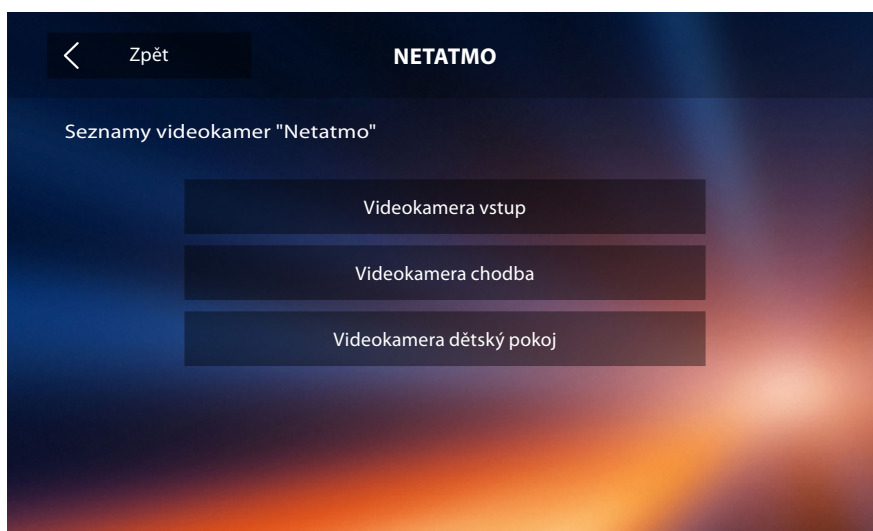 Zpět
NETATMO
Seznamy videokamer "Netatmo"
Videokamera vstup
Videokamera chodba
Videokamera dětský pokoj